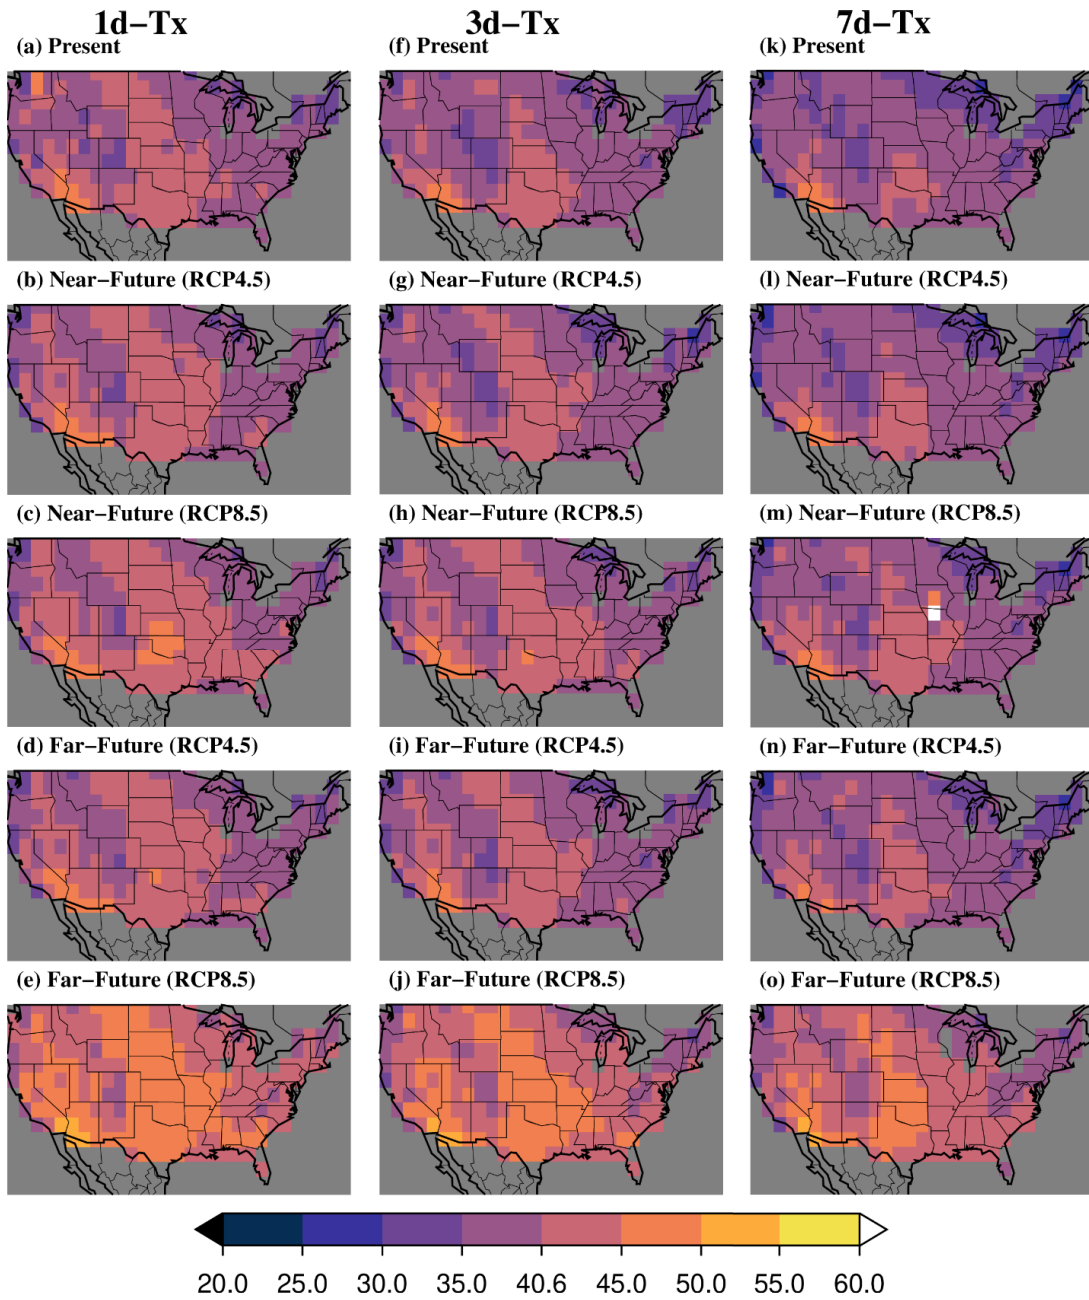 1d−Tx 3d−Tx 7d−Tx
(a) Present (f) Present (k) Present
(b) Near−Future (RCP4.5) (g) Near−Future (RCP4.5) (l) Near−Future (RCP4.5)
(c) Near−Future (RCP8.5) (h) Near−Future (RCP8.5) (m) Near−Future (RCP8.5)
(d) Far−Future (RCP4.5) (i) Far−Future (RCP4.5) (n) Far−Future (RCP4.5)
(e) Far−Future (RCP8.5) (j) Far−Future (RCP8.5) (o) Far−Future (RCP8.5)
20.0 25.0 30.0 35.0 40.6 45.0 50.0 55.0 60.0